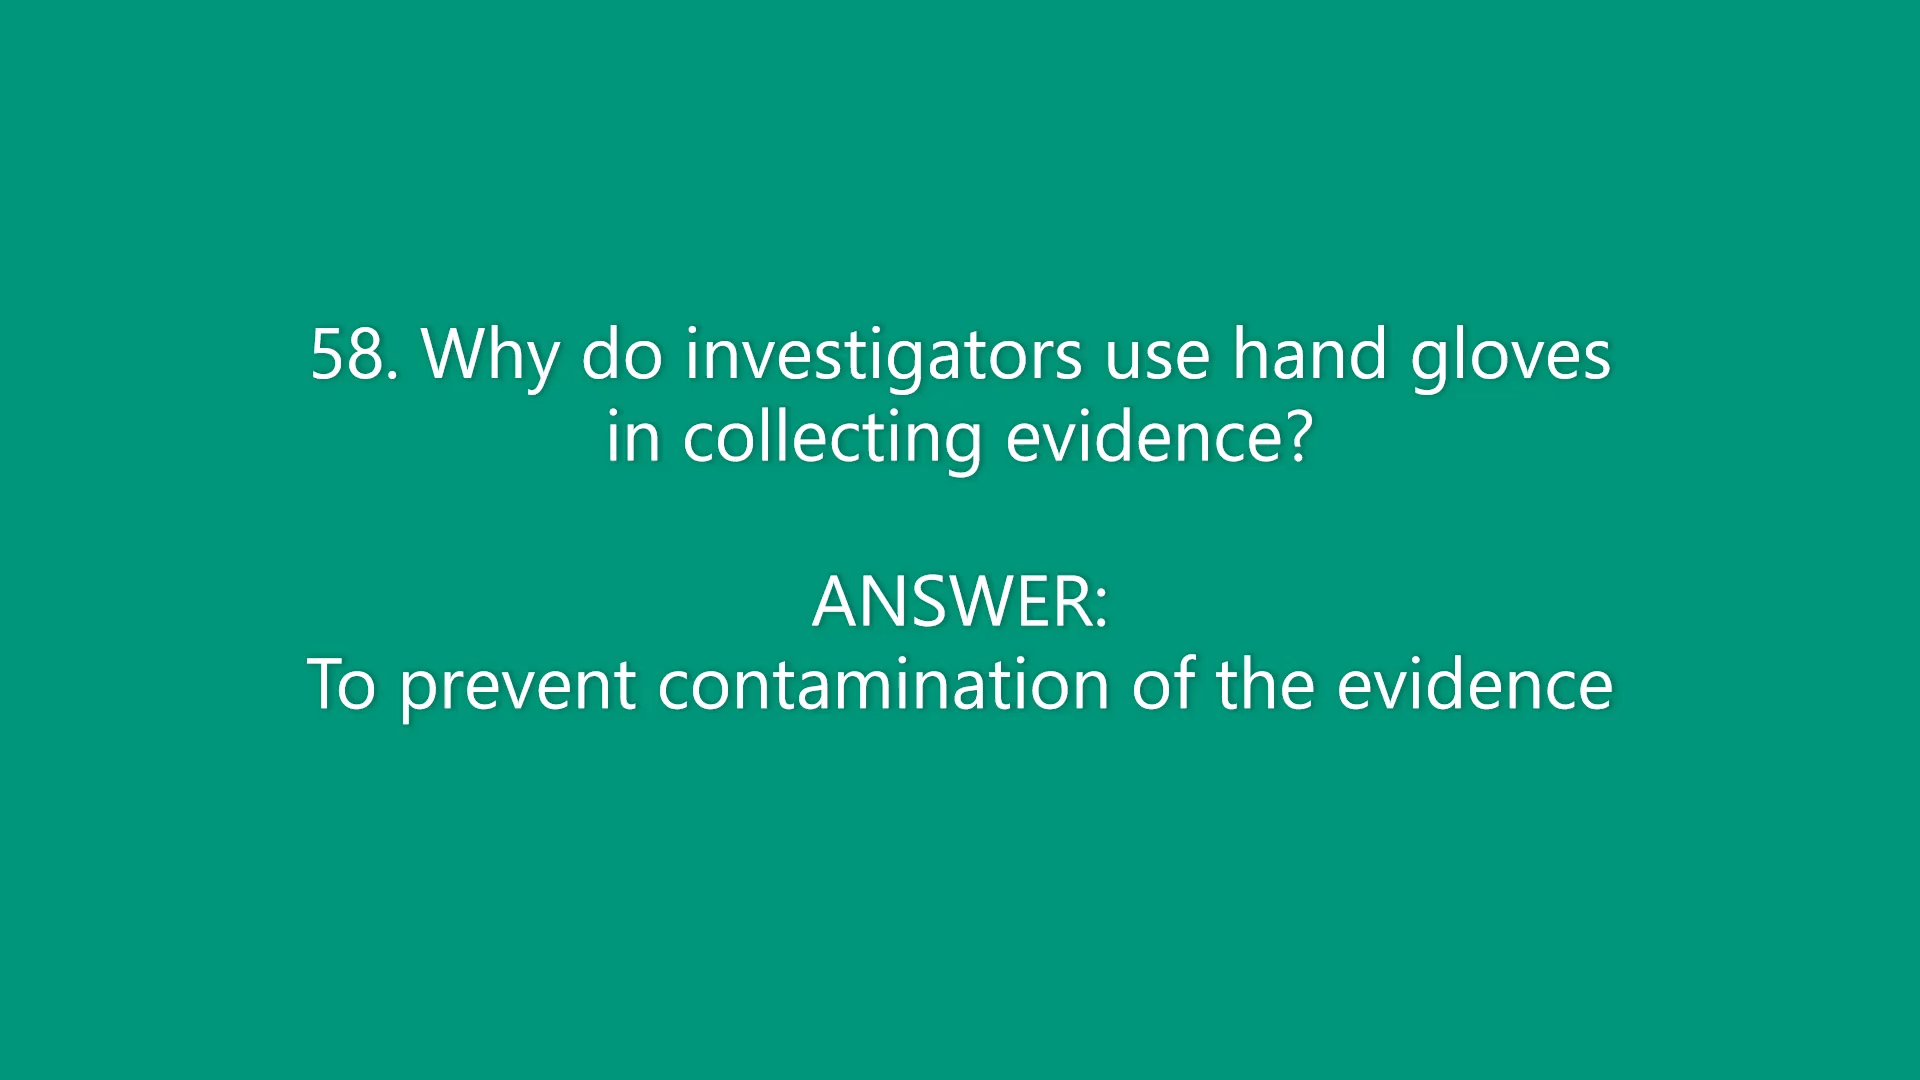 58. Why do investigators use hand gloves
in collecting evidence?
ANSWER:
To prevent contamination of the evidence